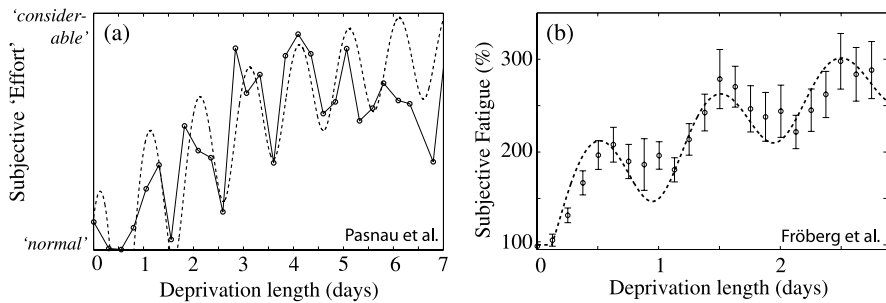 'consider-
able'
(a)
Subjective 'Effort'
'normal'
Pasnau et al.
0 1 2 3 4 5 6 7
Deprivation length (days)
(b)
Subjective Fatigue (%)
300
200
100
Fröberg et al.
0 1 2
Deprivation length (days)